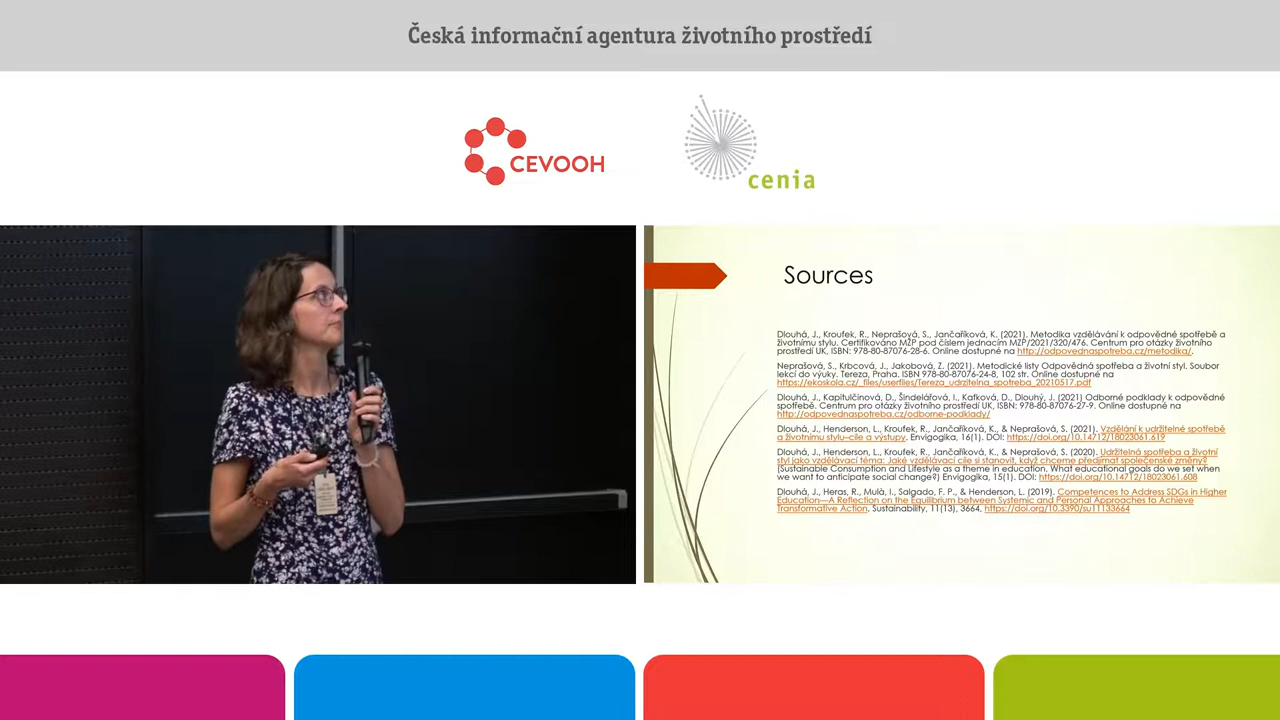 Česká informační agentura životního prostředí
CEVOOH
cenia
Sources
Dlouhá, J., Kroufek, R., Neprašová, S., Jančaříková, K. (2021). Metodika vzdělávání k odpovědné spotřebě a
životnímu stylu. Certifikováno MŽP pod číslem jednacím MZP/2021/320/476. Centrum pro otázky životního
prostředí UK, ISBN: 978-80-87076-28-6. Online dostupné na http://odpovednaspotreba.cz/metodika/.
Neprašová, S., Krbcová, J., Jakobová, Z. (2021). Metodické listy Odpovědná spotřeba a životní styl. Soubor
lekcí do výuky. Tereza, Praha. ISBN 978-80-87076-24-8, 102 str. Online dostupné na
https://ekoskola.cz/_files/userfiles/Tereza_udrzitelna_spotreba_20210517.pdf
Dlouhá, J., Kapitulčinová, D., Šindelářová, I., Kafková, D., Dlouhý, J. (2021) Odborné podklady k odpovědné
spotřebě. Centrum pro otázky životního prostředí UK, ISBN: 978-80-87076-27-9. Online dostupné na
http://odpovednaspotreba.cz/odborne-podklady/
Dlouhá, J., Henderson, L., Kroufek, R., Jančaříková, K., & Neprašová, S. (2021). Vzdělání k udržitelné spotřebě
a životnímu stylu–cíle a výstupy. Envigogika, 16(1). DOI: https://doi.org/10.14712/18023061.619
Dlouhá, J., Henderson, L., Kroufek, R., Jančaříková, K., & Neprašová, S. (2020). Udržitelná spotřeba a životní
styl jako vzdělávací téma: Jaké vzdělávací cíle si stanovit, když chceme předjímat společenské změny?
(Sustainable Consumption and Lifestyle as a theme in education. What educational goals do we set when
we want to anticipate social change?) Envigogika, 15(1). DOI: https://doi.org/10.14712/18023061.608
Dlouhá, J., Heras, R., Mulà, I., Salgado, F. P., & Henderson, L. (2019). Competences to Address SDGs in Higher
Education—A Reflection on the Equilibrium between Systemic and Personal Approaches to Achieve
Transformative Action. Sustainability, 11(13), 3664. https://doi.org/10.3390/su11133664